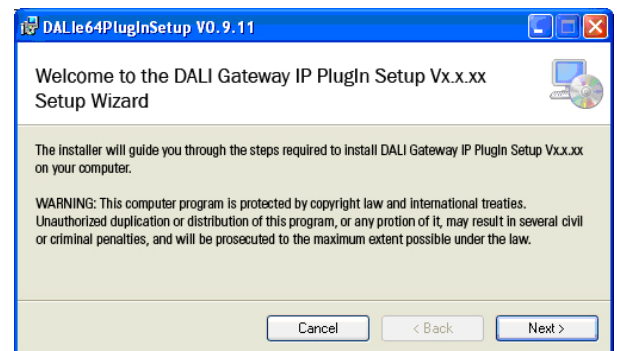 DALIe64PlugInSetup V0.9.11
Welcome to the DALI Gateway IP PlugIn Setup Vx.x.xx
Setup Wizard
The installer will guide you through the steps required to install DALI Gateway IP PlugIn Setup Vx.x.xx
on your computer.
WARNING: This computer program is protected by copyright law and international treaties.
Unauthorized duplication or distribution of this program, or any protion of it, may result in several civil
or criminal penalties, and will be prosecuted to the maximum extent possible under the law.
Cancel < Back Next >